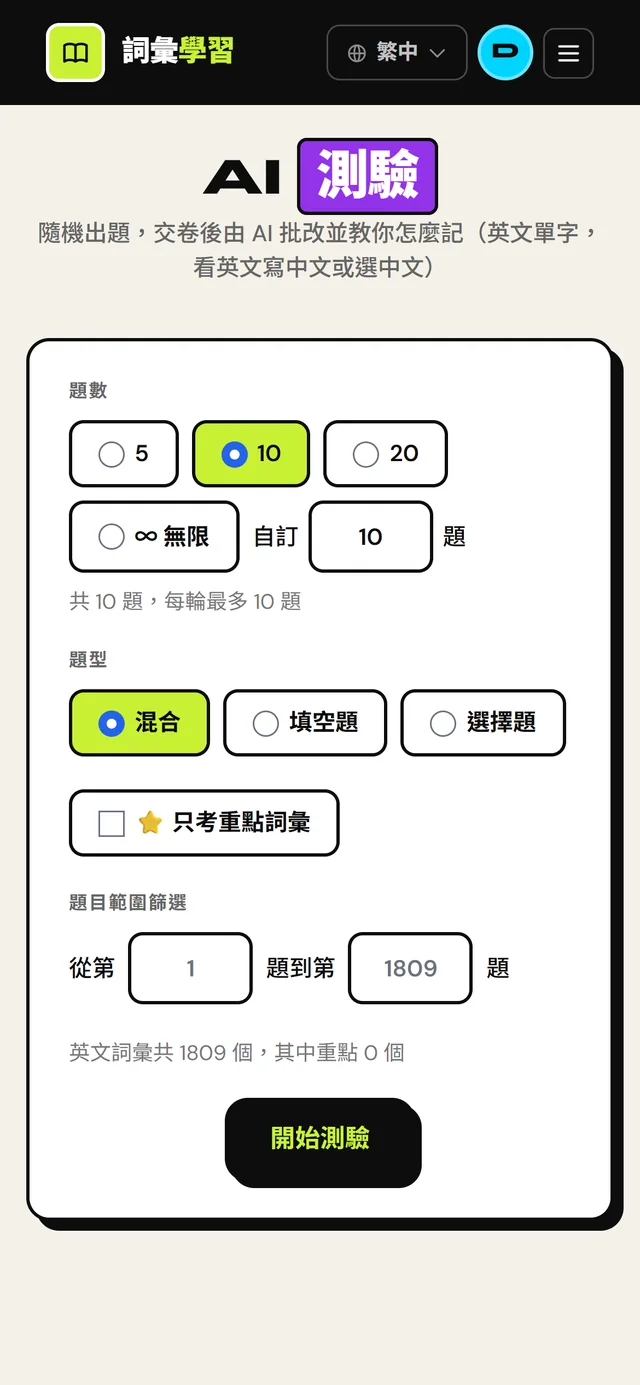 詞彙學習
繁中
D
AI 測驗
隨機出題，交卷後由 AI 批改並教你怎麼記（英文單字，
看英文寫中文或選中文）
題數
5
10
20
∞ 無限
自訂 10 題
共 10 題，每輪最多 10 題
題型
混合
填空題
選擇題
⭐ 只考重點詞彙
題目範圍篩選
從第 1 題到第 1809 題
英文詞彙共 1809 個，其中重點 0 個
開始測驗